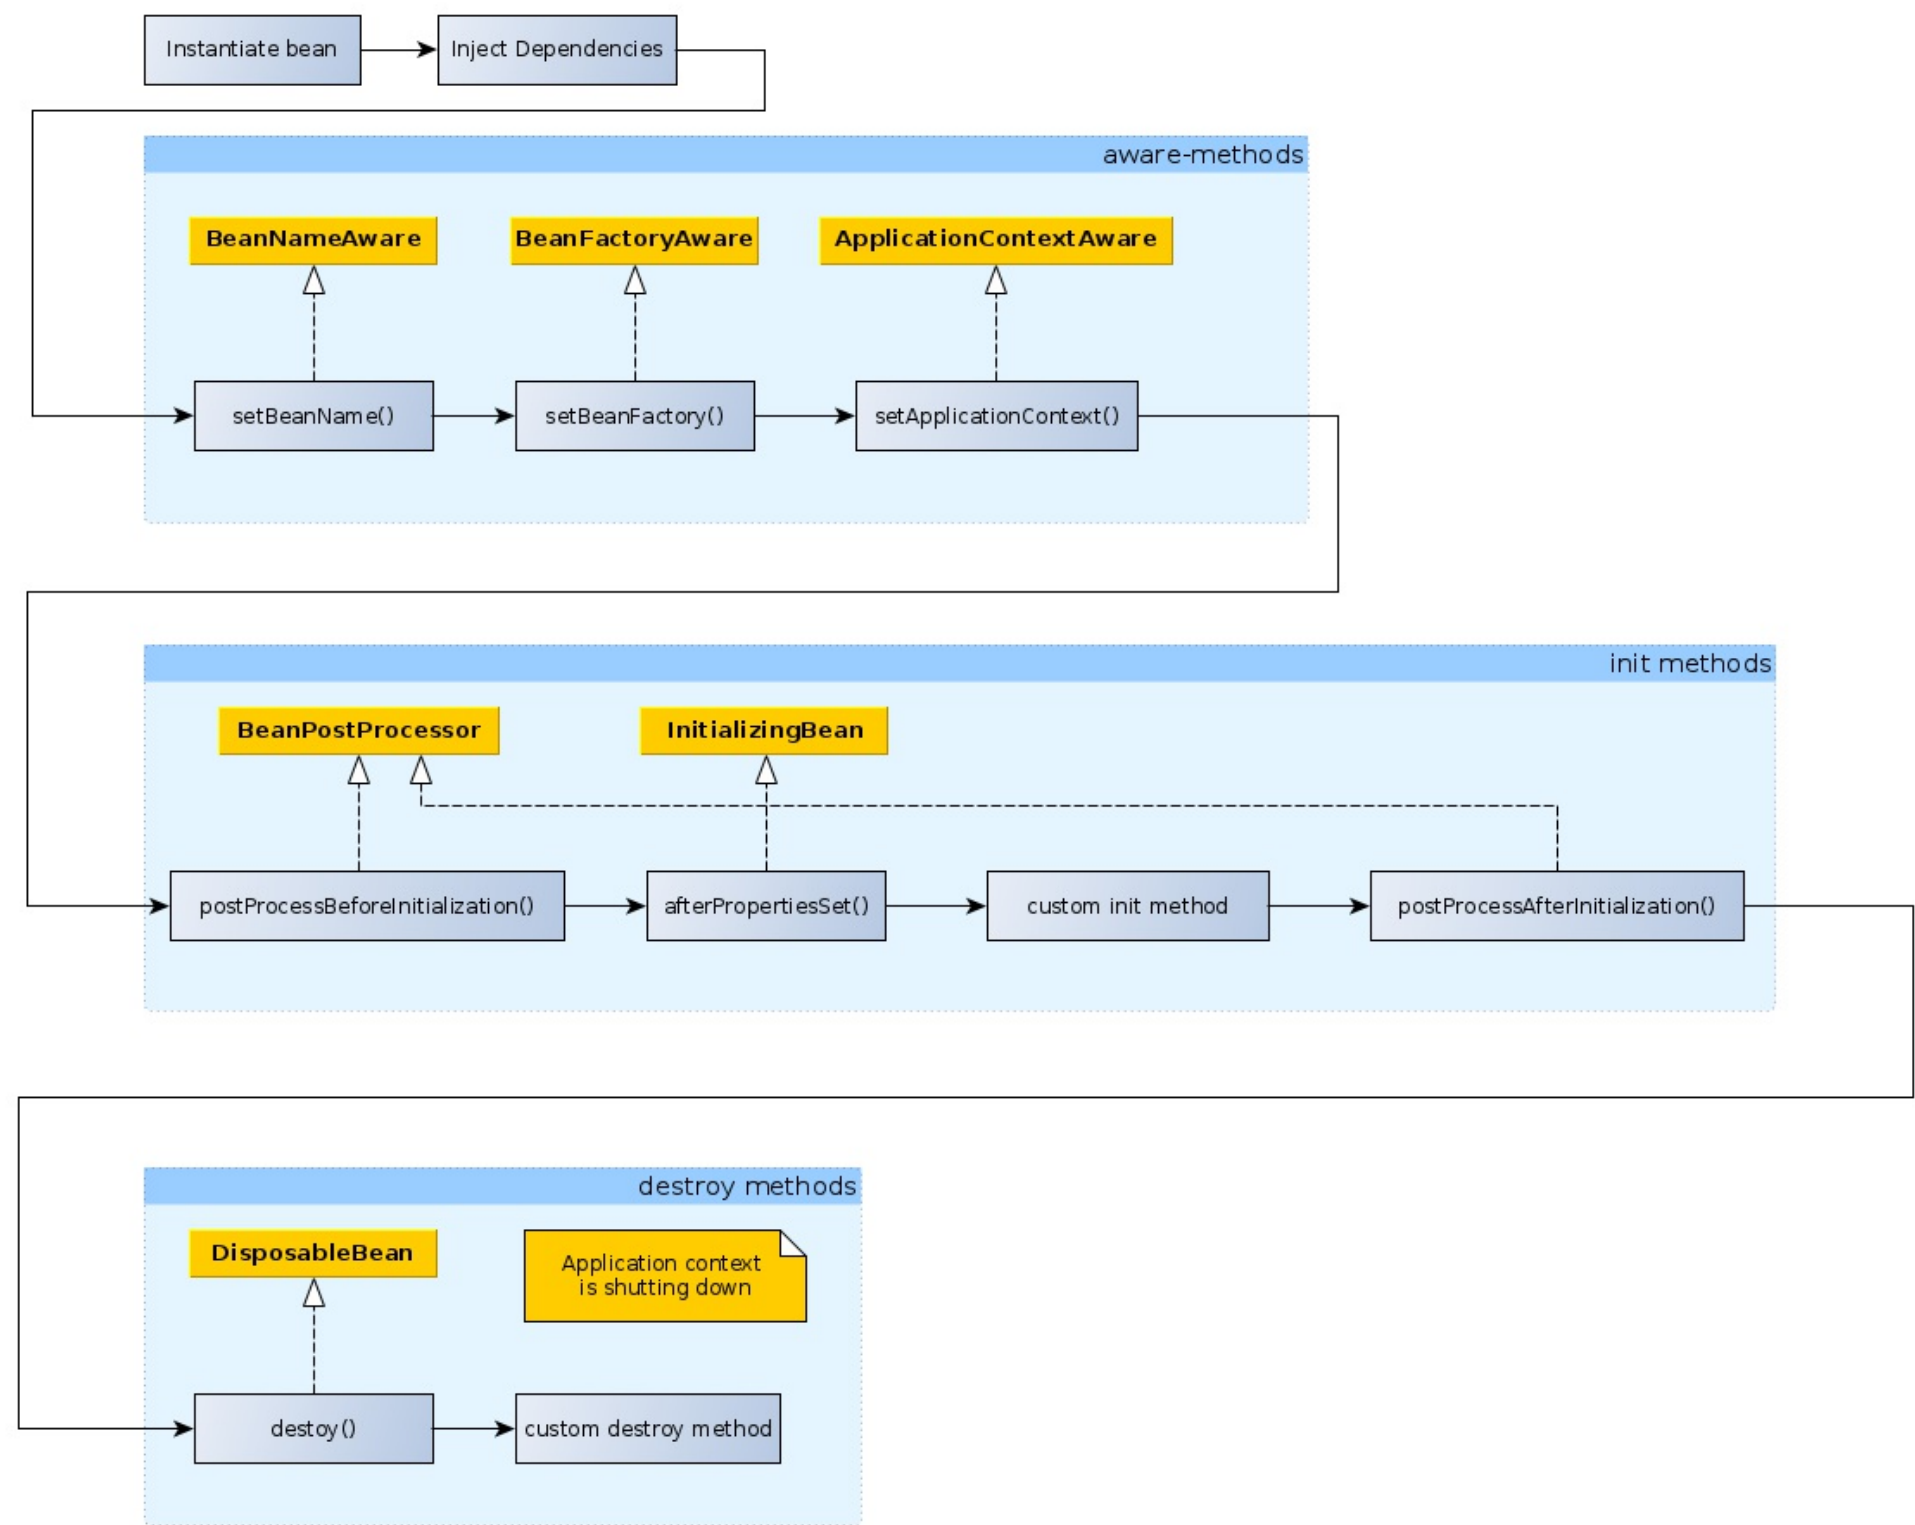 Instantiate bean
Inject Dependencies
aware-methods
BeanNameAware
BeanFactoryAware
ApplicationContextAware
setBeanName()
setBeanFactory()
setApplicationContext()
init methods
BeanPostProcessor
InitializingBean
postProcessBeforeInitialization()
afterPropertiesSet()
custom init method
postProcessAfterInitialization()
destroy methods
DisposableBean
Application context
is shutting down
destoy()
custom destroy method